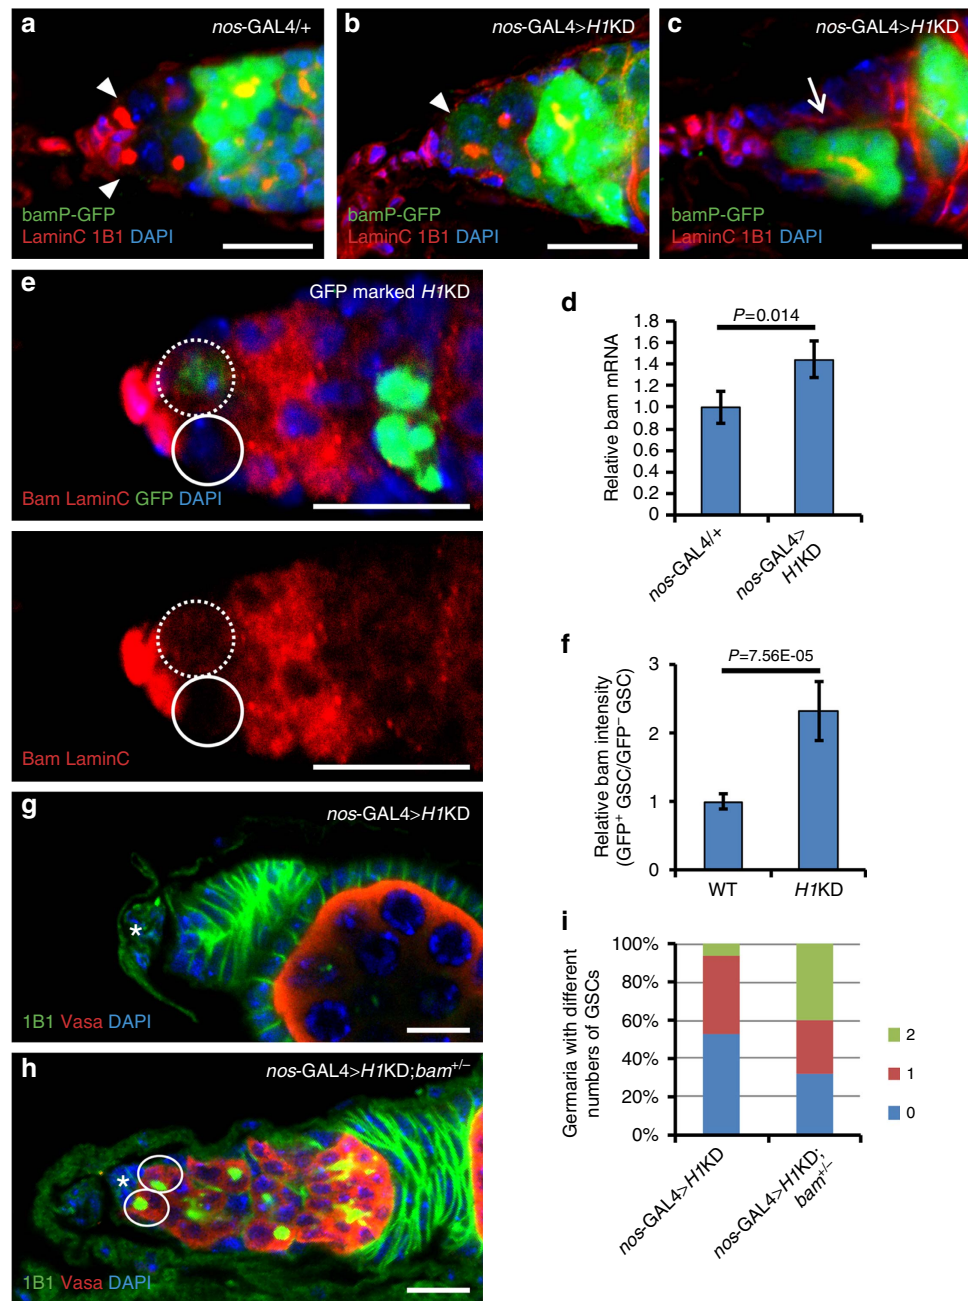 a
nos-GAL4/+
bamP-GFP
LaminC 1B1 DAPI
b
nos-GAL4>H1KD
bamP-GFP
LaminC 1B1 DAPI
c
nos-GAL4>H1KD
bamP-GFP
LaminC 1B1 DAPI
e
GFP marked H1KD
Bam LaminC GFP DAPI
Bam LaminC
d
P=0.014
Relative bam mRNA
1.8
1.6
1.4
1.2
1.0
0.8
0.6
0.4
0.2
0
nos-GAL4/+
nos-GAL4>
H1KD
f
P=7.56E-05
Relative bam intensity
(GFP+ GSC/GFP– GSC)
3
2
1
0
WT
H1KD
g
nos-GAL4>H1KD
*
1B1 Vasa DAPI
h
nos-GAL4>H1KD;bam+/–
*
1B1 Vasa DAPI
i
Germaria with different
numbers of GSCs
100%
80%
60%
40%
20%
0%
2
1
0
nos-GAL4>H1KD
nos-GAL4>H1KD;
bam+/–